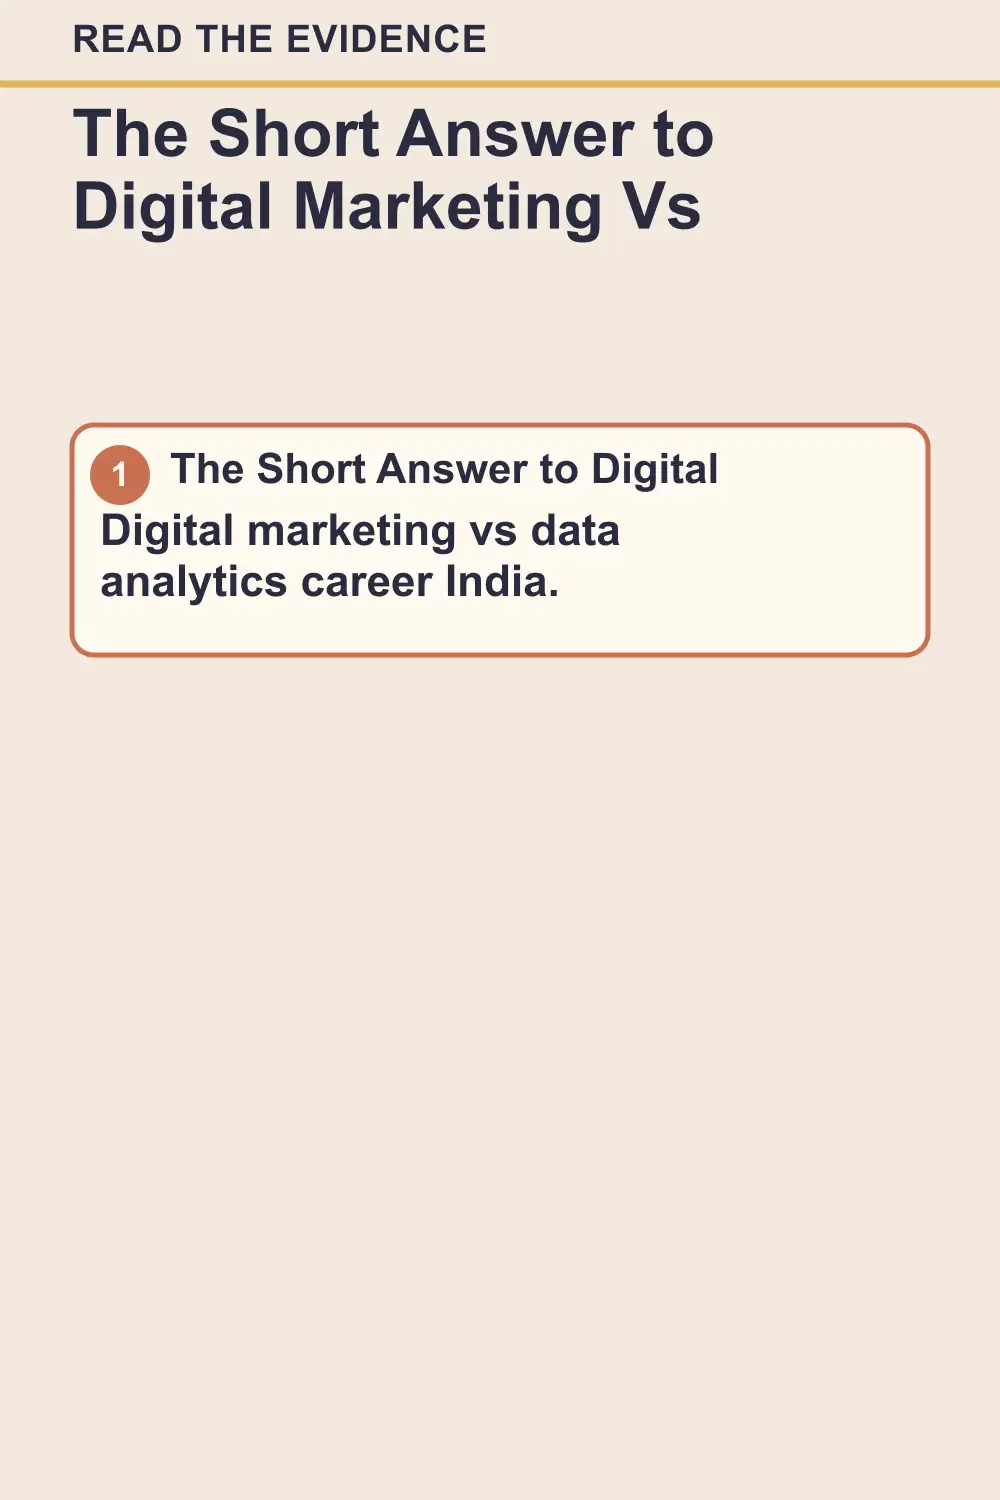 READ THE EVIDENCE
The Short Answer to
Digital Marketing Vs
1 The Short Answer to Digital
Digital marketing vs data
analytics career India.